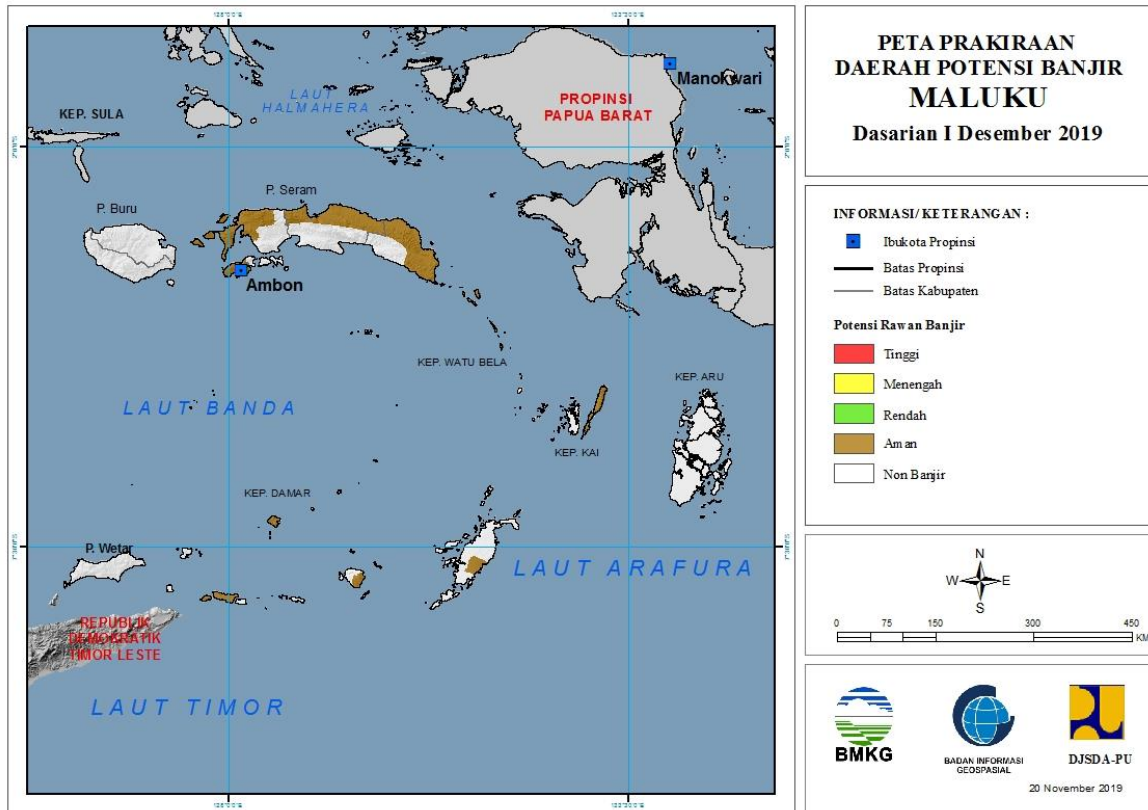 PETA PRAKIRAAN
DAERAH POTENSI BANJIR
MALUKU
Dasarian I Desember 2019
INFORMASI/ KETERANGAN :
Ibukota Propinsi
Batas Propinsi
Batas Kabupaten
Potensi Rawan Banjir
Tinggi
Menengah
Rendah
Aman
Non Banjir
N
W E
S
0 75 150 300 450
KM
BMKG
BADAN INFORMASI
GEOSPASIAL
DJSDA-PU
20 November 2019
Manokwari
LAUT
HALMAHERA
PROPINSI
PAPUA BARAT
KEP. SULA
P. Seram
P. Buru
Ambon
KEP. WATU BELA
KEP. ARU
LAUT BANDA
KEP. KAI
KEP. DAMAR
P. Wetar
LAUT ARAFURA
REPUBLIK
DEMOKRATIK
TIMOR LESTE
LAUT TIMOR